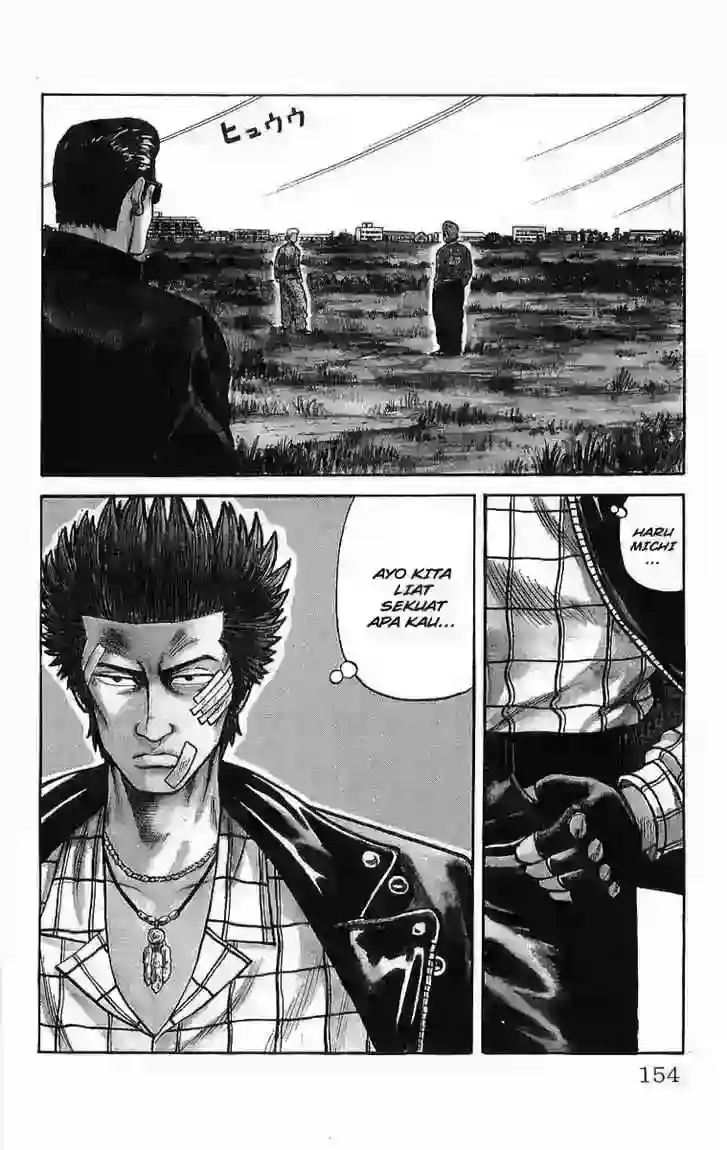 ヒュウウ
HARU
MICHI
...
AYO KITA
LIAT
SEKUAT
APA KAU...
154